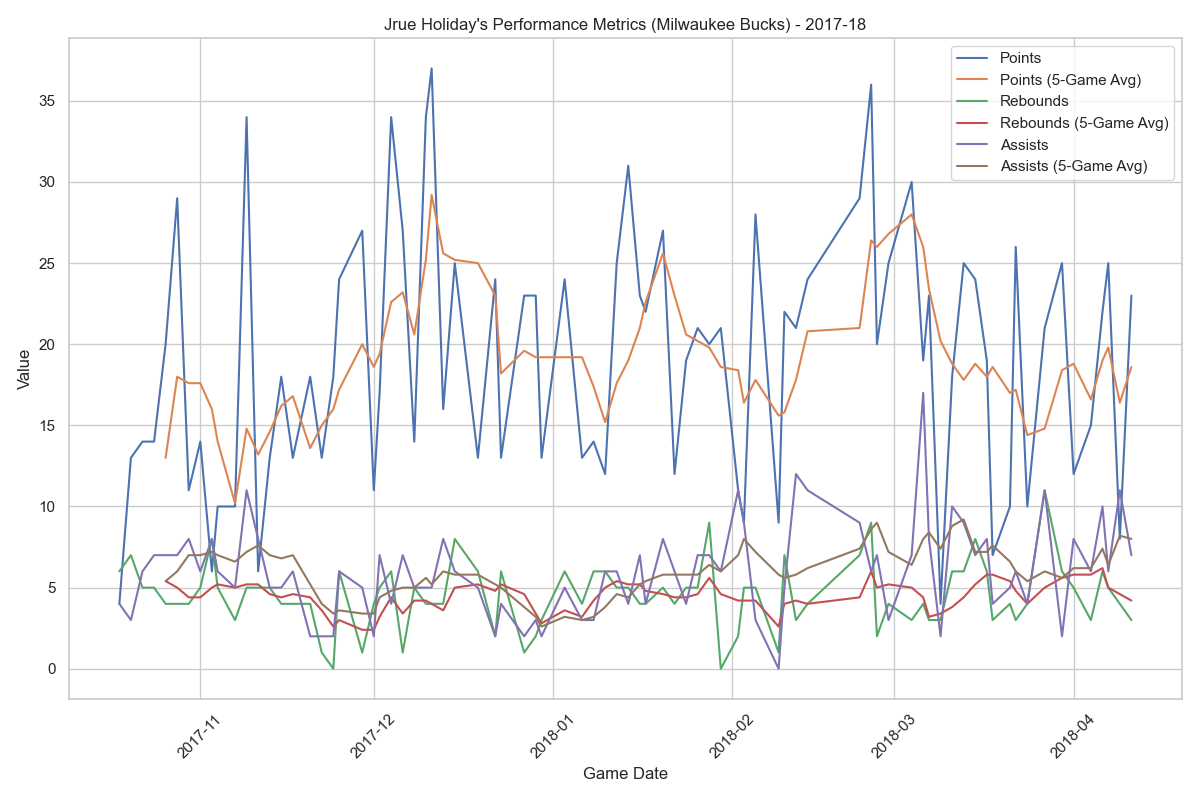 Jrue Holiday's Performance Metrics (Milwaukee Bucks) - 2017-18
Points
Points (5-Game Avg)
Rebounds
Rebounds (5-Game Avg)
Assists
Assists (5-Game Avg)
Value
35
30
25
20
15
10
5
0
2017-11
2017-12
2018-01
2018-02
2018-03
2018-04
Game Date